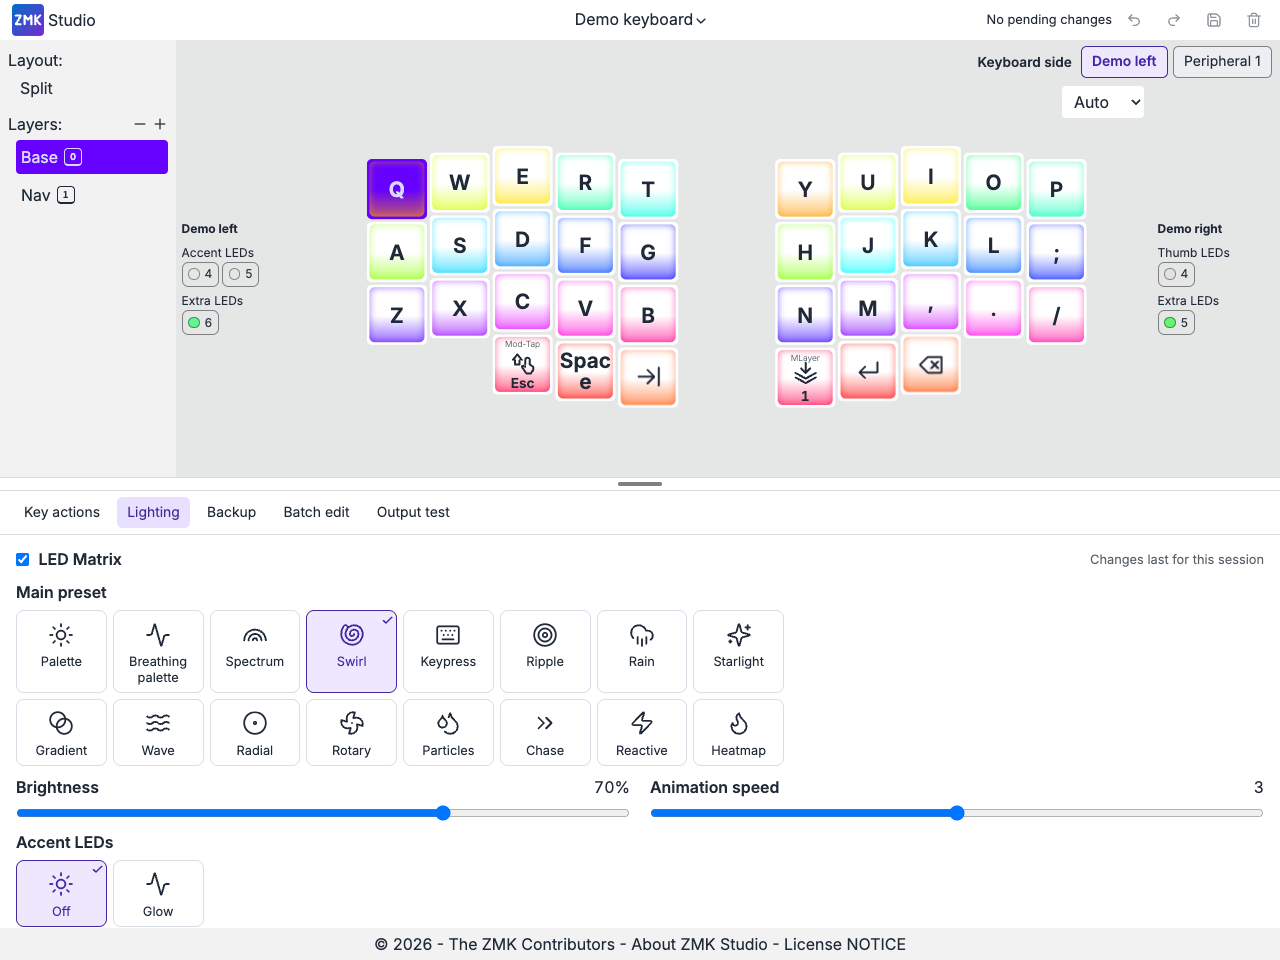 ZMK Studio
Demo keyboard
No pending changes
Layout:
Split
Layers:
Base 0
Nav 1
Keyboard side Demo left Peripheral 1
Auto
Q W E R T Y U I O P
A S D F G H J K L ;
Z X C V B N M , . /
Mod-Tap
Esc
Space
MLayer
1
Demo left
Accent LEDs
4 5
Extra LEDs
6
Demo right
Thumb LEDs
4
Extra LEDs
5
Key actions Lighting Backup Batch edit Output test
LED Matrix
Changes last for this session
Main preset
Palette Breathing palette Spectrum Swirl Keypress Ripple Rain Starlight
Gradient Wave Radial Rotary Particles Chase Reactive Heatmap
Brightness 70% Animation speed 3
Accent LEDs
Off Glow
© 2026 - The ZMK Contributors - About ZMK Studio - License NOTICE